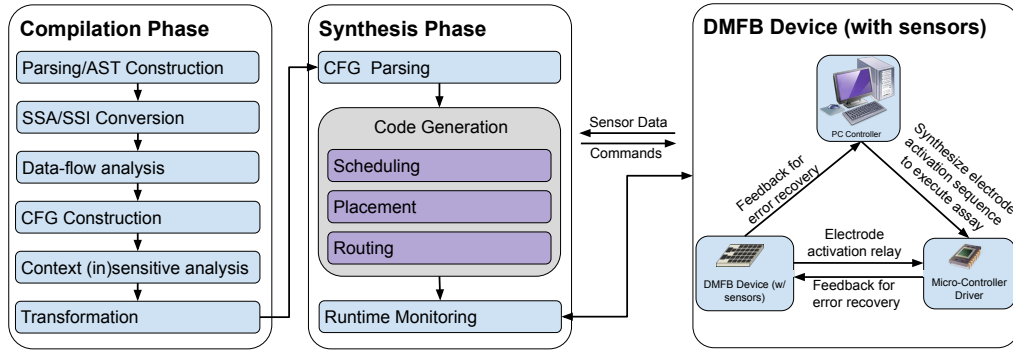 Compilation Phase
Parsing/AST Construction
SSA/SSI Conversion
Data-flow analysis
CFG Construction
Context (in)sensitive analysis
Transformation
Synthesis Phase
CFG Parsing
Code Generation
Scheduling
Placement
Routing
Runtime Monitoring
Sensor Data
Commands
DMFB Device (with sensors)
PC Controller
Feedback for
error recovery
Synthesize electrode
activation sequence
to execute assay
Electrode
activation relay
Feedback for
error recovery
DMFB Device (w/
sensors)
Micro-Controller
Driver